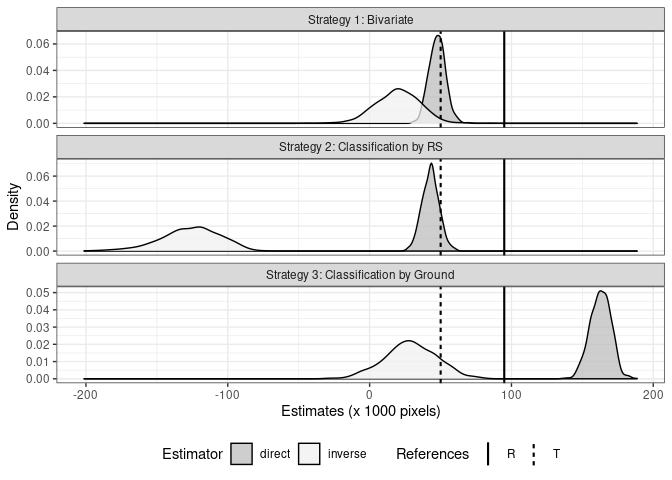 Strategy 1: Bivariate
0.06
0.04
0.02
0.00
Strategy 2: Classification by RS
0.06
0.04
0.02
0.00
Density
Strategy 3: Classification by Ground
0.05
0.04
0.03
0.02
0.01
0.00
-200 -100 0 100 200
Estimates (x 1000 pixels)
Estimator direct inverse References R T